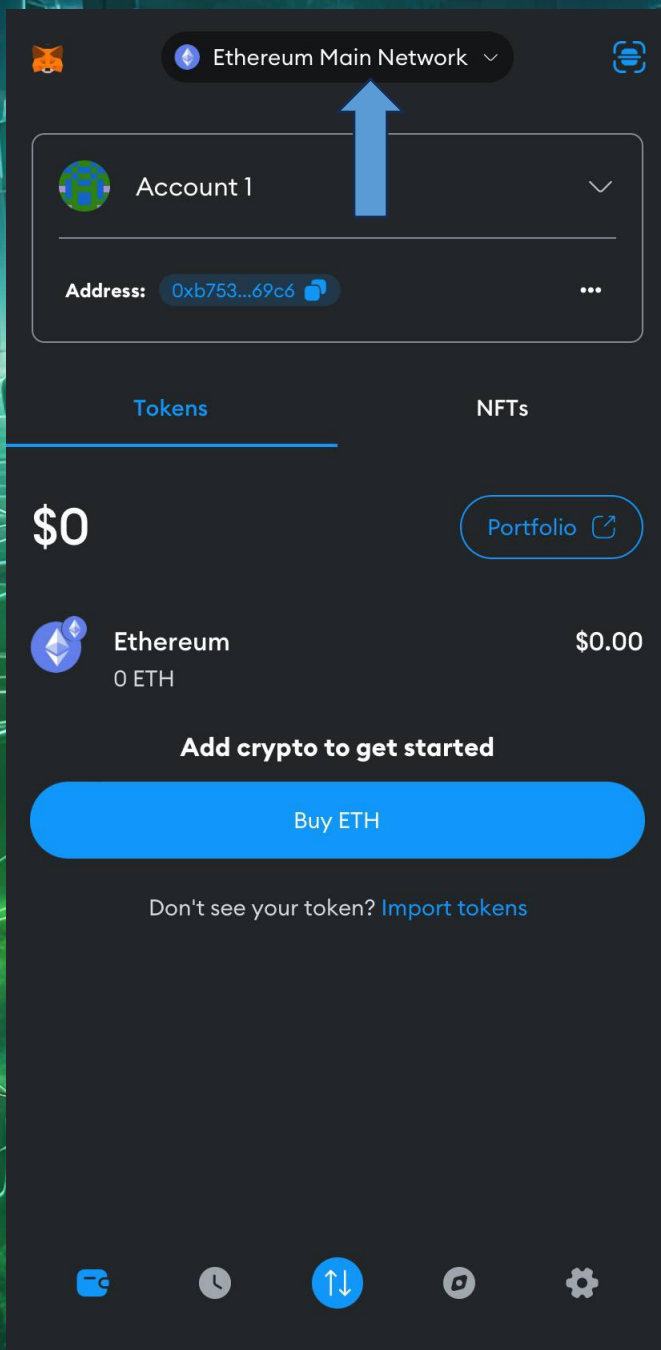 Ethereum Main Network
Account 1
Address: 0xb753...69c6
Tokens NFTs
$0 Portfolio
Ethereum $0.00
0 ETH
Add crypto to get started
Buy ETH
Don't see your token? Import tokens